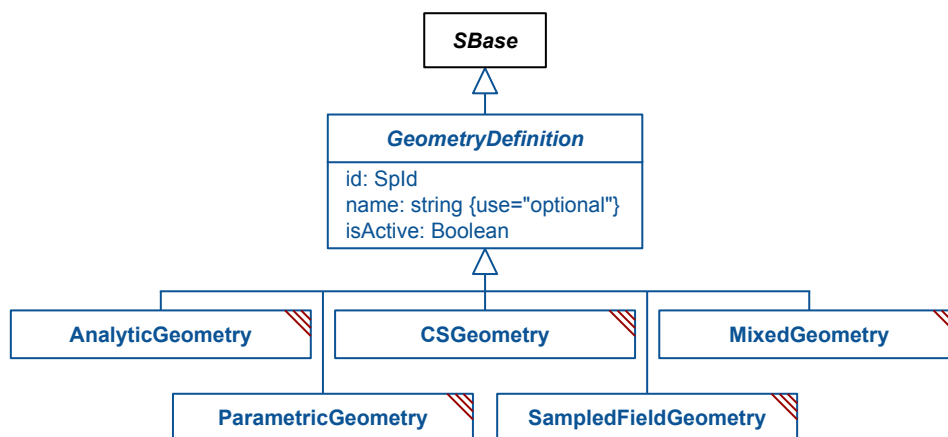 SBase
GeometryDefinition
id: SpId
name: string {use="optional"}
isActive: Boolean
AnalyticGeometry
CSGeometry
MixedGeometry
ParametricGeometry
SampledFieldGeometry